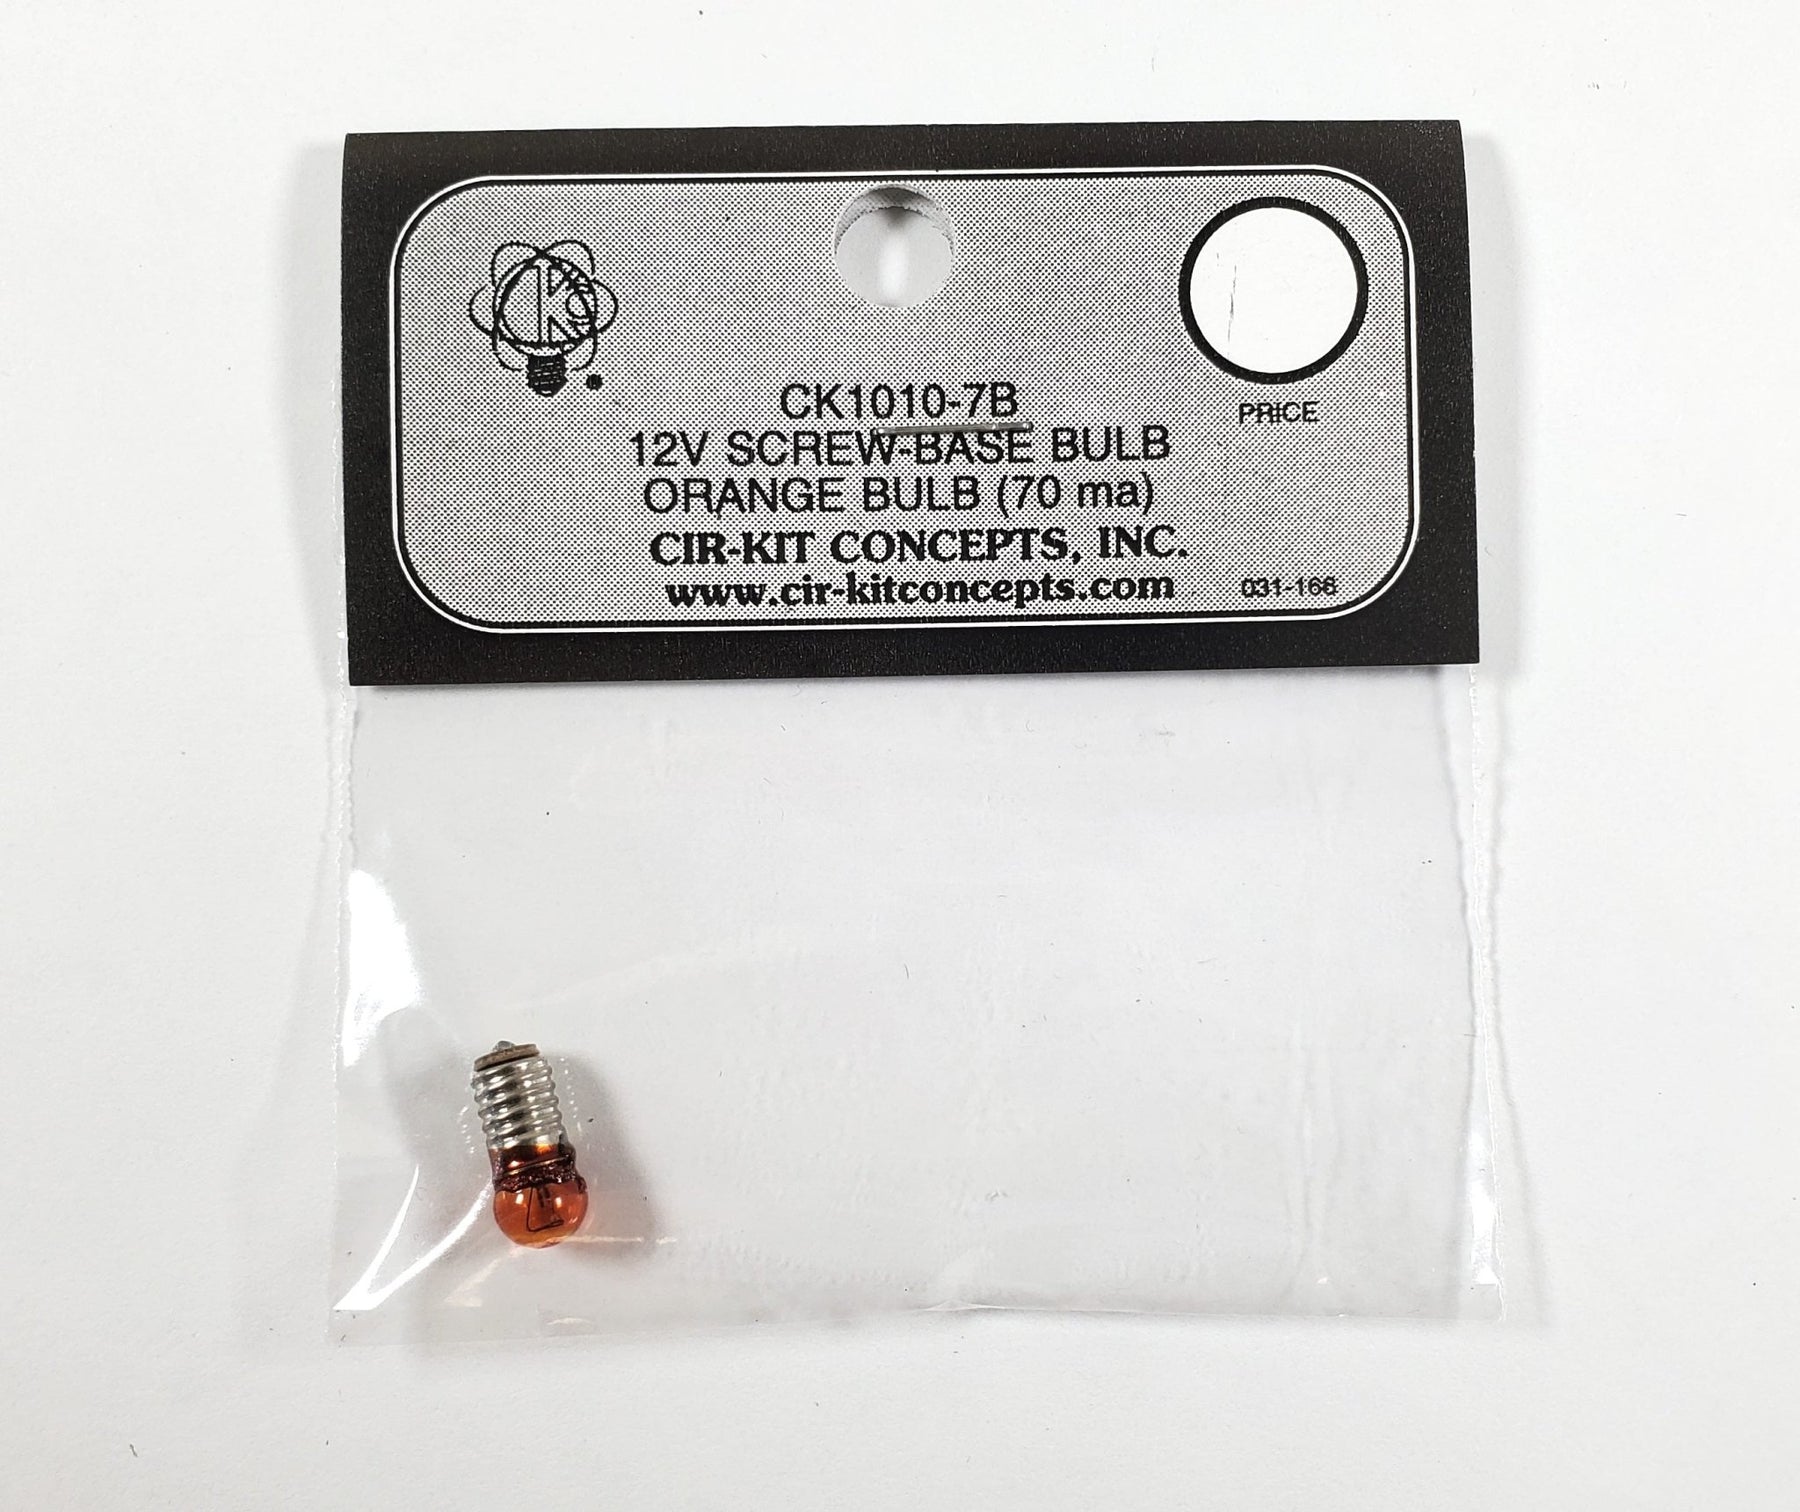 CKC
®
CK1010-7B
PRICE
12V SCREW-BASE BULB
ORANGE BULB (70 ma)
CIR-KIT CONCEPTS, INC.
www.cir-kitconcepts.com
031-166